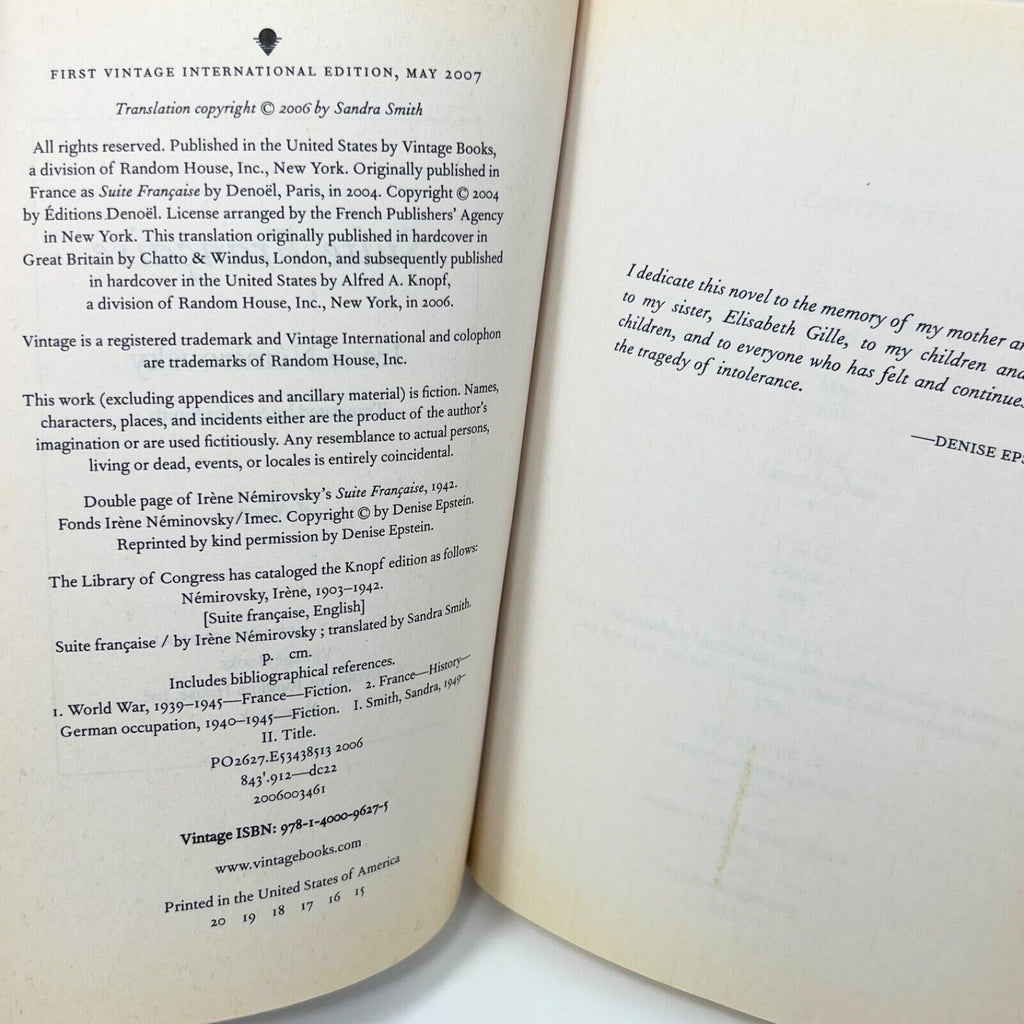 FIRST VINTAGE INTERNATIONAL EDITION, MAY 2007
Translation copyright © 2006 by Sandra Smith
All rights reserved. Published in the United States by Vintage Books,
a division of Random House, Inc., New York. Originally published in
France as Suite Française by Denoël, Paris, in 2004. Copyright © 2004
by Éditions Denoël. License arranged by the French Publishers' Agency
in New York. This translation originally published in hardcover in
Great Britain by Chatto & Windus, London, and subsequently published
in hardcover in the United States by Alfred A. Knopf,
a division of Random House, Inc., New York, in 2006.
Vintage is a registered trademark and Vintage International and colophon
are trademarks of Random House, Inc.
This work (excluding appendices and ancillary material) is fiction. Names,
characters, places, and incidents either are the product of the author's
imagination or are used fictitiously. Any resemblance to actual persons,
living or dead, events, or locales is entirely coincidental.
Double page of Irène Némirovsky's Suite Française, 1942.
Fonds Irène Néminovsky/Imec. Copyright © by Denise Epstein.
Reprinted by kind permission by Denise Epstein.
The Library of Congress has cataloged the Knopf edition as follows:
Némirovsky, Irène, 1903–1942.
[Suite française, English]
Suite française / by Irène Némirovsky ; translated by Sandra Smith.
p. cm.
Includes bibliographical references.
1. World War, 1939–1945—France—Fiction. 2. France—History—
German occupation, 1940–1945—Fiction. I. Smith, Sandra, 1949–
II. Title.
PO2627.E53438513 2006
843'.912—dc22
2006003461
Vintage ISBN: 978-1-4000-9627-5
www.vintagebooks.com
Printed in the United States of America
20 19 18 17 16 15
I dedicate this novel to the memory of my mother
to my sister, Elisabeth Gille, to my children and
children, and to everyone who has felt and
the tragedy of intolerance.
—DENISE